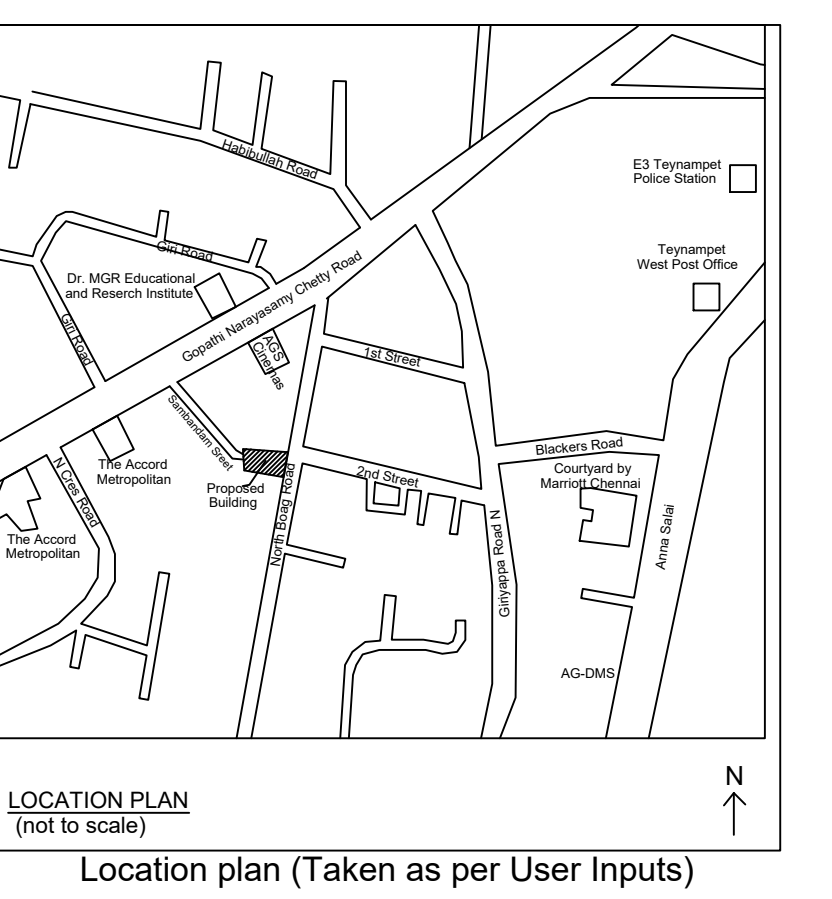 E3 Teynampet
Police Station
Habibullah Road
Teynampet
West Post Office
Giri Road
Dr. MGR Educational
and Reserch Institute
Gopathi Narayasamy Chetty Road
Giri Road
AGS
Cinemas
1st Street
Sambandam Sreet
Blackers Road
The Accord
Metropolitan
2nd Street
Courtyard by
Marriott Chennai
N Cres Road
Proposed
Building
North Boag Road
The Accord
Metropolitan
Giriyappa Road N
Anna Salai
AG-DMS
N
LOCATION PLAN
(not to scale)
Location plan (Taken as per User Inputs)